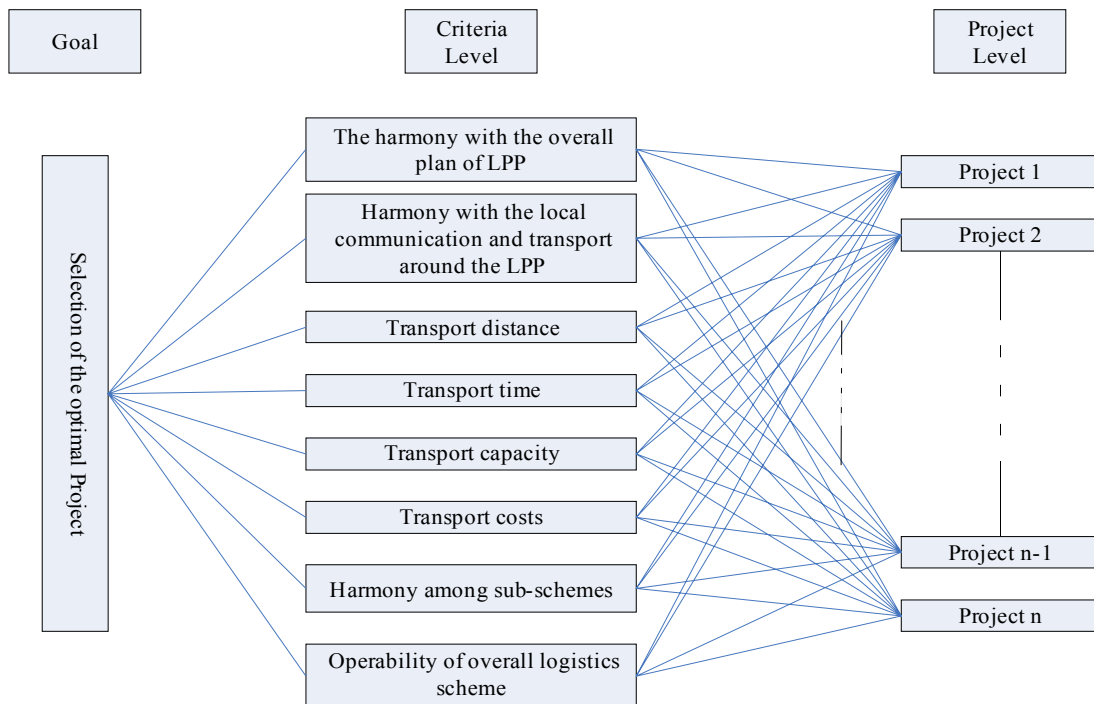 Goal
Criteria
Level
Project
Level
Selection of the optimal Project
The harmony with the overall
plan of LPP
Harmony with the local
communication and transport
around the LPP
Transport distance
Transport time
Transport capacity
Transport costs
Harmony among sub-schemes
Operability of overall logistics
scheme
Project 1
Project 2
Project n-1
Project n